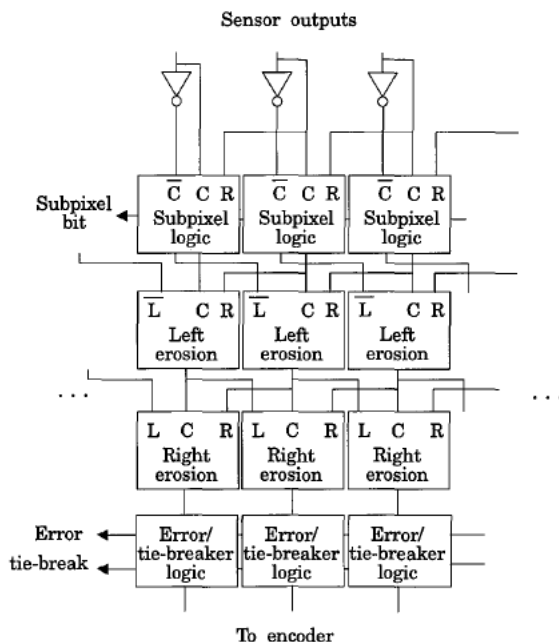 Sensor outputs
C̅ C R C̅ C R C̅ C R
Subpixel bit
Subpixel logic
Subpixel logic
Subpixel logic
L̅ C R L̅ C R L̅ C R
Left erosion
Left erosion
Left erosion
. . . . . .
L C R L C R L C R
Right erosion
Right erosion
Right erosion
Error
tie-break
Error/ tie-breaker logic
Error/ tie-breaker logic
Error/ tie-breaker logic
To encoder